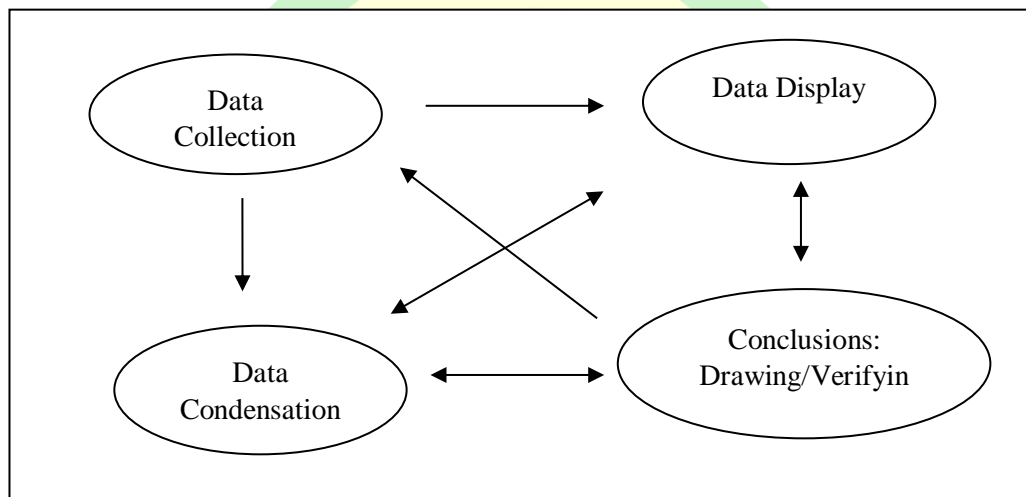 Data
Collection
Data Display
Data
Condensation
Conclusions:
Drawing/Verifyin